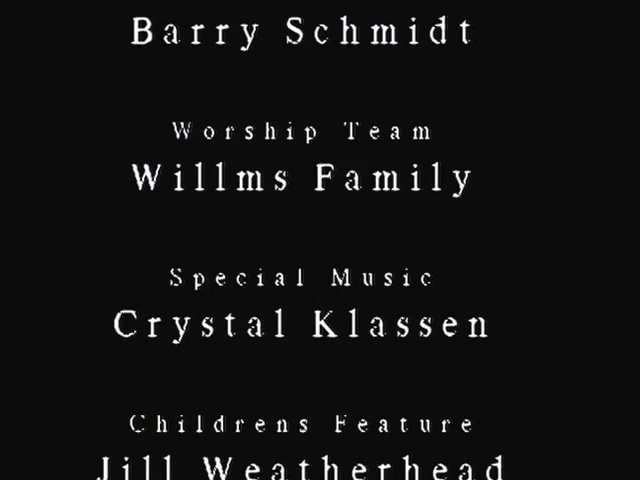 Barry Schmidt
Worship Team
Willms Family
Special Music
Crystal Klassen
Childrens Feature
Jill Weatherhead